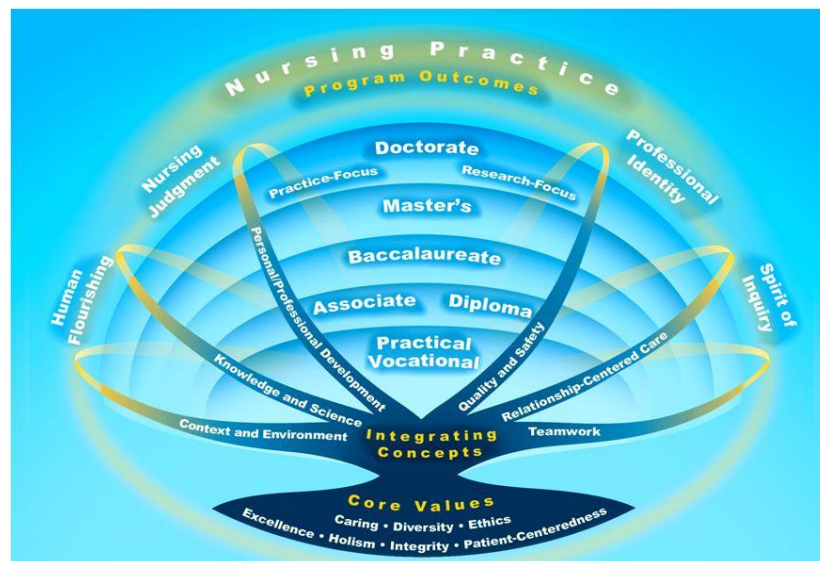 Nursing Practice
Program Outcomes
Nursing
Judgment
Professional
Identity
Human
Flourishing
Spirit of
Inquiry
Doctorate
Practice-Focus
Research-Focus
Master's
Baccalaureate
Associate
Diploma
Practical
Vocational
Personal/Professional Development
Quality and Safety
Knowledge and Science
Relationship-Centered Care
Context and Environment
Teamwork
Integrating
Concepts
Core Values
Caring • Diversity • Ethics
Excellence • Holism • Integrity • Patient-Centeredness